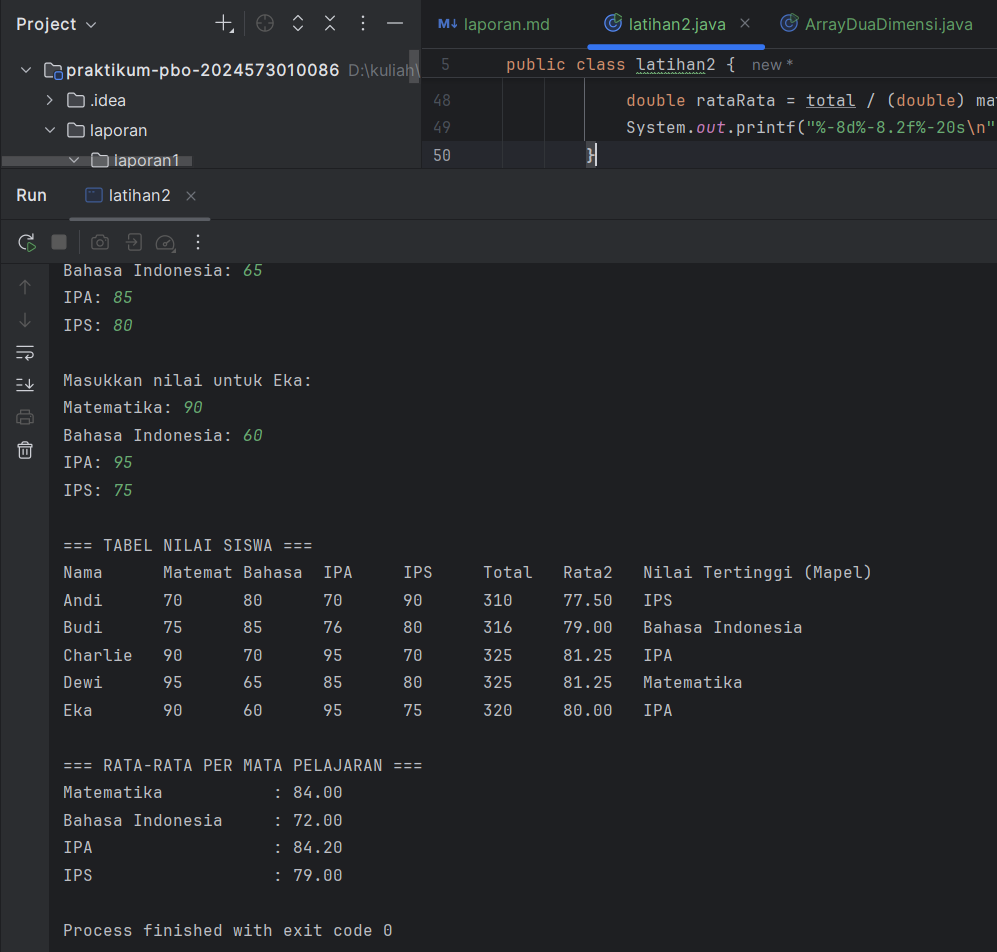 Project
praktikum-pbo-2024573010086 D:\kuliah\
.idea
laporan
laporan1
M↓ laporan.md
latihan2.java
ArrayDuaDimensi.java
5 public class latihan2 { new *
48 double rataRata = total / (double) mat
49 System.out.printf("%-8d%-8.2f%-20s\n"
50 }
Run latihan2
Bahasa Indonesia: 65
IPA: 85
IPS: 80
Masukkan nilai untuk Eka:
Matematika: 90
Bahasa Indonesia: 60
IPA: 95
IPS: 75
=== TABEL NILAI SISWA ===
Nama Matemat Bahasa IPA IPS Total Rata2 Nilai Tertinggi (Mapel)
Andi 70 80 70 90 310 77.50 IPS
Budi 75 85 76 80 316 79.00 Bahasa Indonesia
Charlie 90 70 95 70 325 81.25 IPA
Dewi 95 65 85 80 325 81.25 Matematika
Eka 90 60 95 75 320 80.00 IPA
=== RATA-RATA PER MATA PELAJARAN ===
Matematika : 84.00
Bahasa Indonesia : 72.00
IPA : 84.20
IPS : 79.00
Process finished with exit code 0